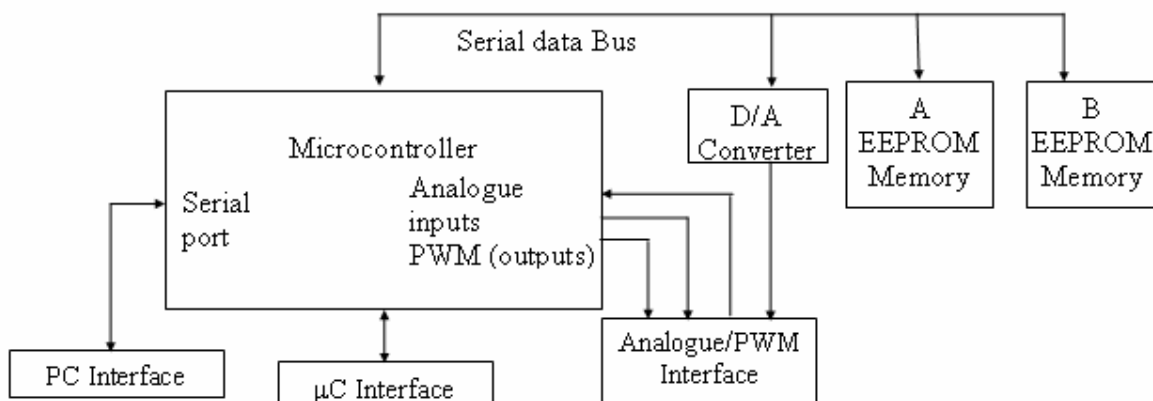 Serial data Bus
Microcontroller
Serial
port
Analogue
inputs
PWM (outputs)
D/A
Converter
A
EEPROM
Memory
B
EEPROM
Memory
PC Interface
μC Interface
Analogue/PWM
Interface